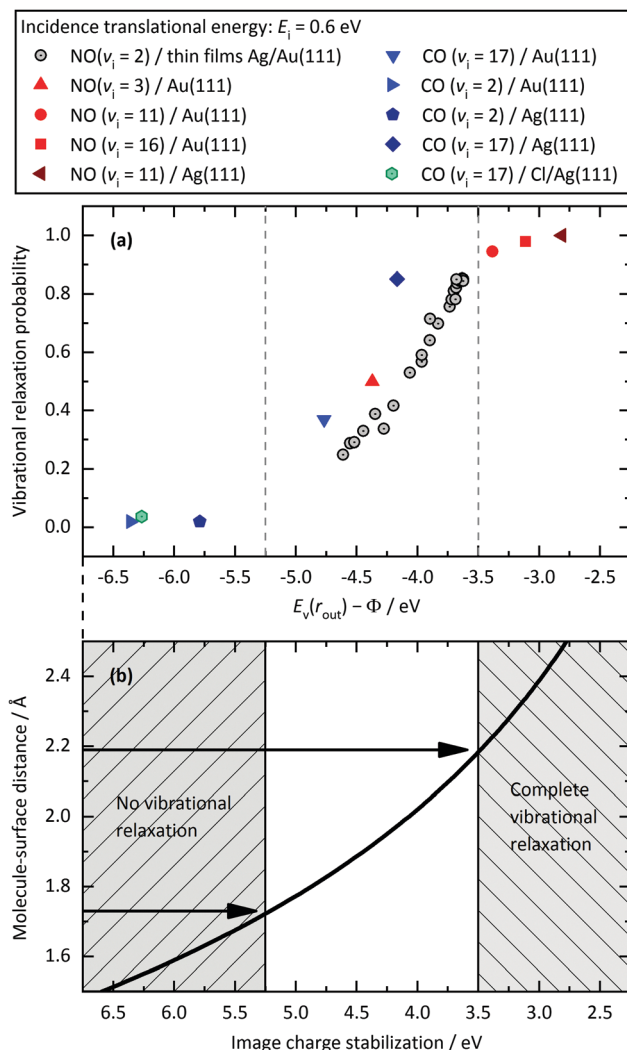 Incidence translational energy: Eᵢ = 0.6 eV
NO(vᵢ = 2) / thin films Ag/Au(111)
NO(vᵢ = 3) / Au(111)
NO (vᵢ = 11) / Au(111)
NO (vᵢ = 16) / Au(111)
NO (vᵢ = 11) / Ag(111)
CO (vᵢ = 17) / Au(111)
CO (vᵢ = 2) / Au(111)
CO (vᵢ = 2) / Ag(111)
CO (vᵢ = 17) / Ag(111)
CO (vᵢ = 17) / Cl/Ag(111)
(a)
Vibrational relaxation probability
1.0
0.8
0.6
0.4
0.2
0.0
-6.5 -6.0 -5.5 -5.0 -4.5 -4.0 -3.5 -3.0 -2.5
Eᵥ(rₒᵤₜ) – Φ / eV
(b)
Molecule-surface distance / Å
2.4
2.2
2.0
1.8
1.6
No vibrational
relaxation
Complete
vibrational
relaxation
6.5 6.0 5.5 5.0 4.5 4.0 3.5 3.0 2.5
Image charge stabilization / eV